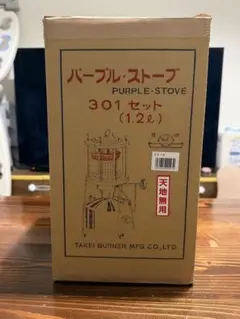 パープル・ストーブ
PURPLE・STOVE
301セット
(1.2ℓ)
天地無用
TAKEI BURNER MFG CO.,LTD.